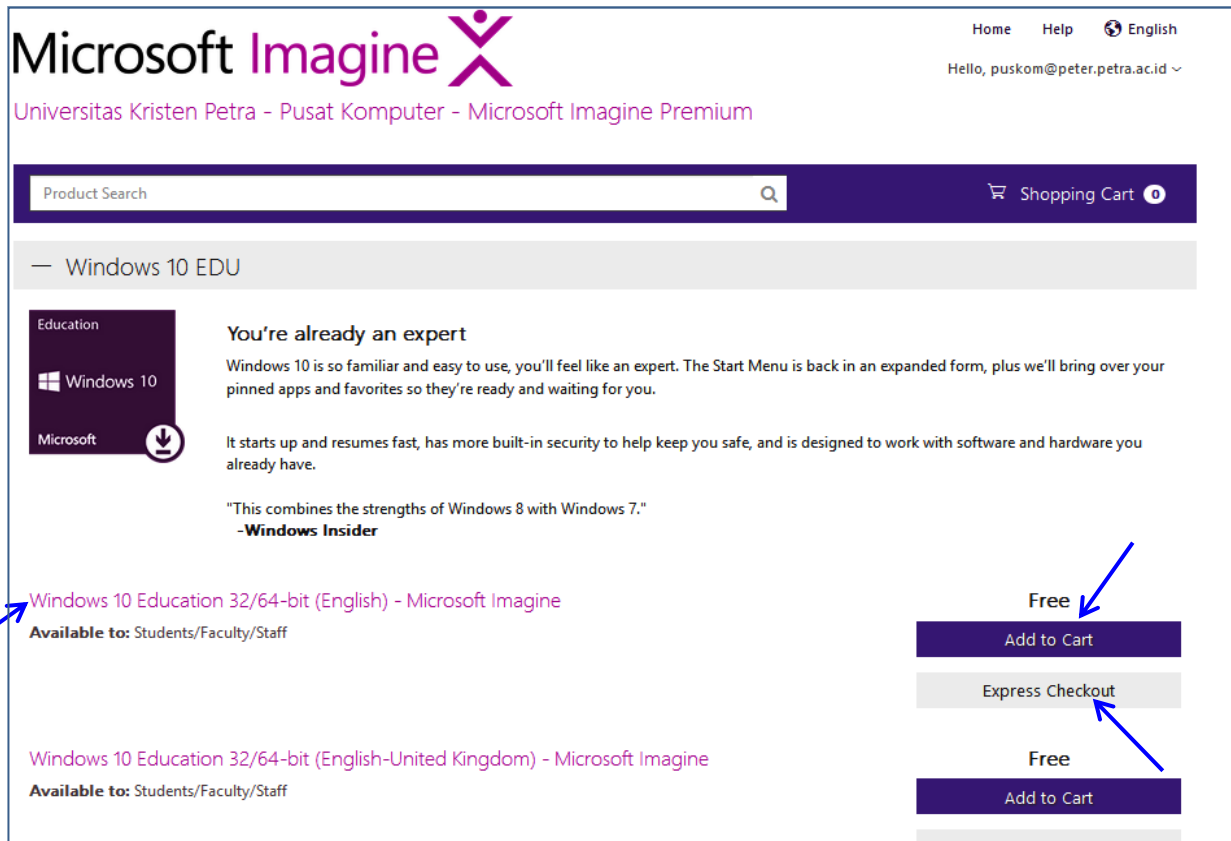 Microsoft Imagine
Home Help English
Hello, puskom@peter.petra.ac.id
Universitas Kristen Petra - Pusat Komputer - Microsoft Imagine Premium
Product Search
Shopping Cart 0
— Windows 10 EDU
Education
Windows 10
Microsoft
You're already an expert
Windows 10 is so familiar and easy to use, you'll feel like an expert. The Start Menu is back in an expanded form, plus we'll bring over your
pinned apps and favorites so they're ready and waiting for you.
It starts up and resumes fast, has more built-in security to help keep you safe, and is designed to work with software and hardware you
already have.
"This combines the strengths of Windows 8 with Windows 7."
-Windows Insider
Windows 10 Education 32/64-bit (English) - Microsoft Imagine
Available to: Students/Faculty/Staff
Free
Add to Cart
Express Checkout
Windows 10 Education 32/64-bit (English-United Kingdom) - Microsoft Imagine
Available to: Students/Faculty/Staff
Free
Add to Cart